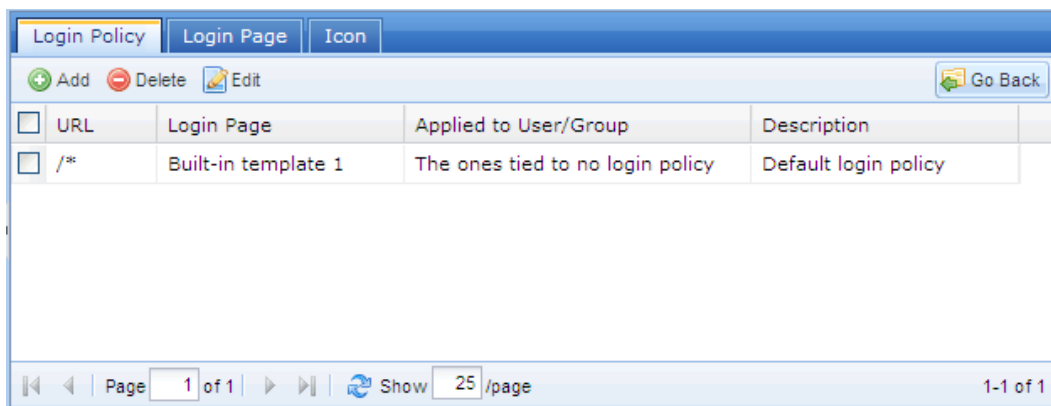 Login Policy Login Page Icon
Add Delete Edit Go Back
URL Login Page Applied to User/Group Description
/* Built-in template 1 The ones tied to no login policy Default login policy
Page 1 of 1 Show 25 /page 1-1 of 1